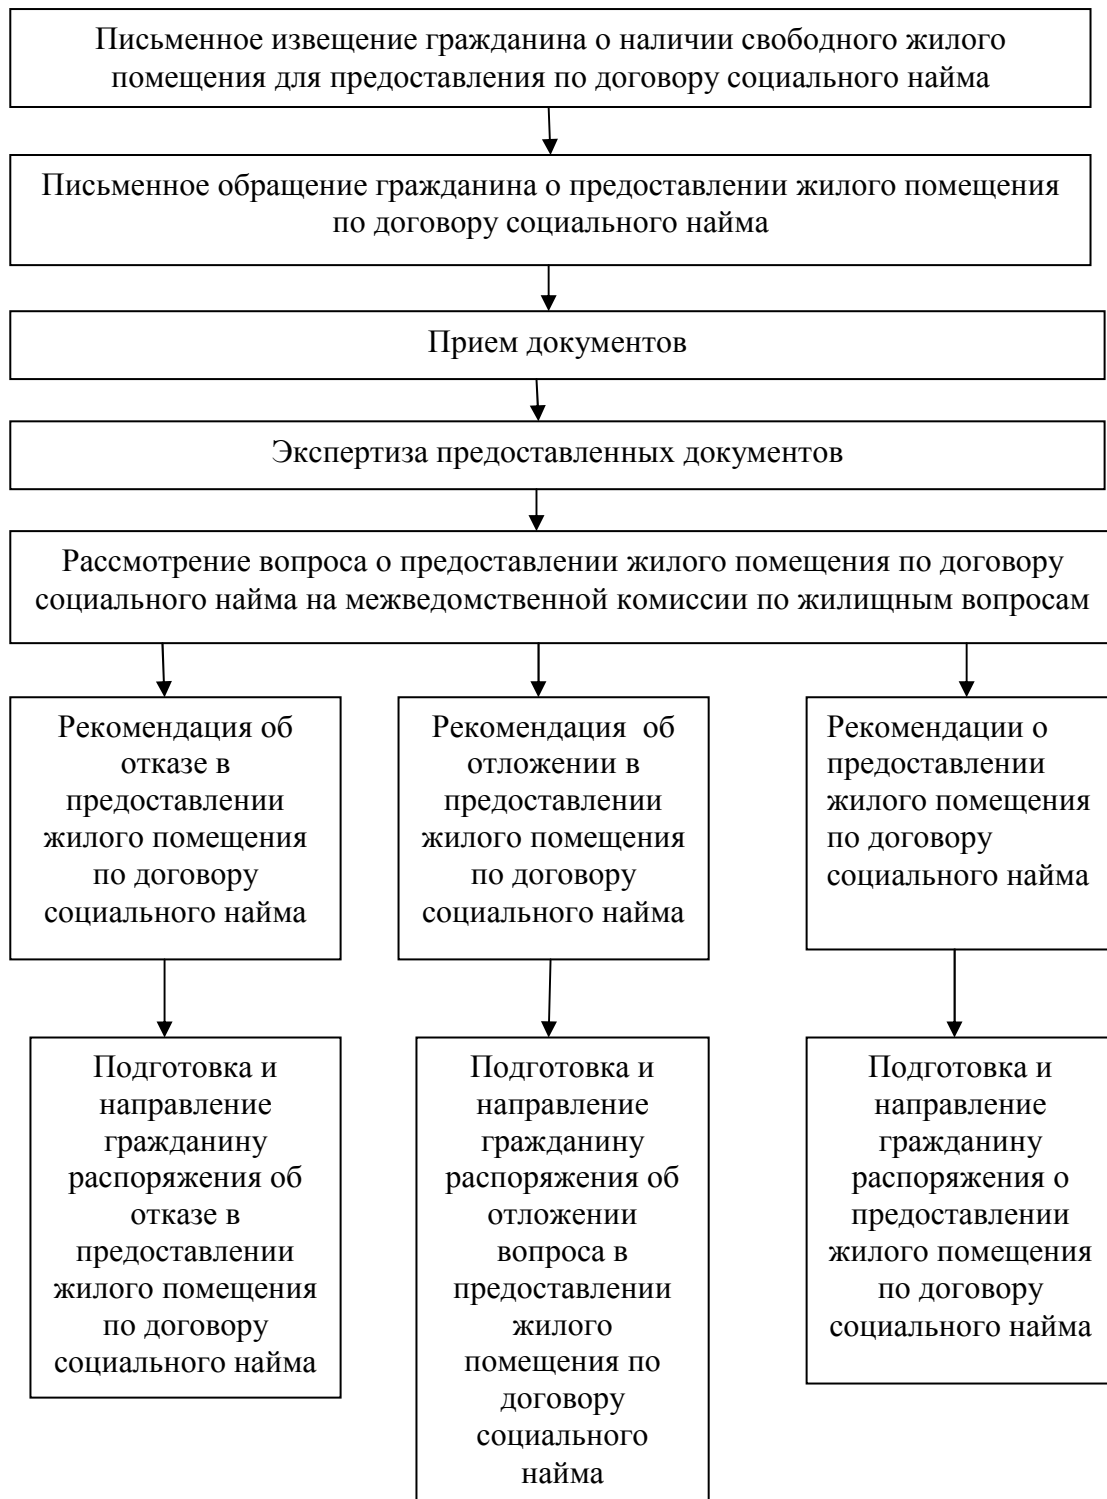 Письменное извещение гражданина о наличии свободного жилого
помещения для предоставления по договору социального найма
Письменное обращение гражданина о предоставлении жилого помещения
по договору социального найма
Прием документов
Экспертиза предоставленных документов
Рассмотрение вопроса о предоставлении жилого помещения по договору
социального найма на межведомственной комиссии по жилищным вопросам
Рекомендация об
отказе в
предоставлении
жилого помещения
по договору
социального найма
Рекомендация  об
отложении в
предоставлении
жилого помещения
по договору
социального найма
Рекомендации о
предоставлении
жилого помещения
по договору
социального найма
Подготовка и
направление
гражданину
распоряжения об
отказе в
предоставлении
жилого помещения
по договору
социального найма
Подготовка и
направление
гражданину
распоряжения об
отложении
вопроса в
предоставлении
жилого
помещения по
договору
социального
найма
Подготовка и
направление
гражданину
распоряжения о
предоставлении
жилого помещения
по договору
социального найма